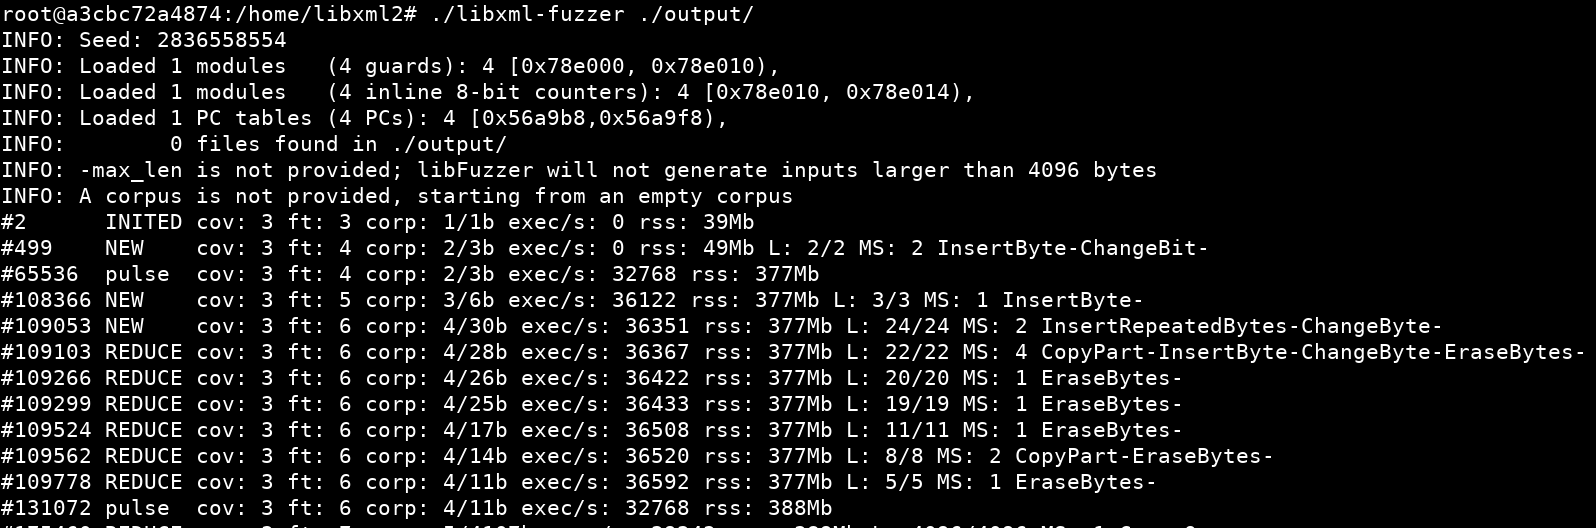 root@a3cbc72a4874:/home/libxml2# ./libxml-fuzzer ./output/
INFO: Seed: 2836558554
INFO: Loaded 1 modules   (4 guards): 4 [0x78e000, 0x78e010),
INFO: Loaded 1 modules   (4 inline 8-bit counters): 4 [0x78e010, 0x78e014),
INFO: Loaded 1 PC tables (4 PCs): 4 [0x56a9b8,0x56a9f8),
INFO:        0 files found in ./output/
INFO: -max_len is not provided; libFuzzer will not generate inputs larger than 4096 bytes
INFO: A corpus is not provided, starting from an empty corpus
#2      INITED cov: 3 ft: 3 corp: 1/1b exec/s: 0 rss: 39Mb
#499    NEW    cov: 3 ft: 4 corp: 2/3b exec/s: 0 rss: 49Mb L: 2/2 MS: 2 InsertByte-ChangeBit-
#65536  pulse  cov: 3 ft: 4 corp: 2/3b exec/s: 32768 rss: 377Mb
#108366 NEW    cov: 3 ft: 5 corp: 3/6b exec/s: 36122 rss: 377Mb L: 3/3 MS: 1 InsertByte-
#109053 NEW    cov: 3 ft: 6 corp: 4/30b exec/s: 36351 rss: 377Mb L: 24/24 MS: 2 InsertRepeatedBytes-ChangeByte-
#109103 REDUCE cov: 3 ft: 6 corp: 4/28b exec/s: 36367 rss: 377Mb L: 22/22 MS: 4 CopyPart-InsertByte-ChangeByte-EraseBytes-
#109266 REDUCE cov: 3 ft: 6 corp: 4/26b exec/s: 36422 rss: 377Mb L: 20/20 MS: 1 EraseBytes-
#109299 REDUCE cov: 3 ft: 6 corp: 4/25b exec/s: 36433 rss: 377Mb L: 19/19 MS: 1 EraseBytes-
#109524 REDUCE cov: 3 ft: 6 corp: 4/17b exec/s: 36508 rss: 377Mb L: 11/11 MS: 1 EraseBytes-
#109562 REDUCE cov: 3 ft: 6 corp: 4/14b exec/s: 36520 rss: 377Mb L: 8/8 MS: 2 CopyPart-EraseBytes-
#109778 REDUCE cov: 3 ft: 6 corp: 4/11b exec/s: 36592 rss: 377Mb L: 5/5 MS: 1 EraseBytes-
#131072 pulse  cov: 3 ft: 6 corp: 4/11b exec/s: 32768 rss: 388Mb